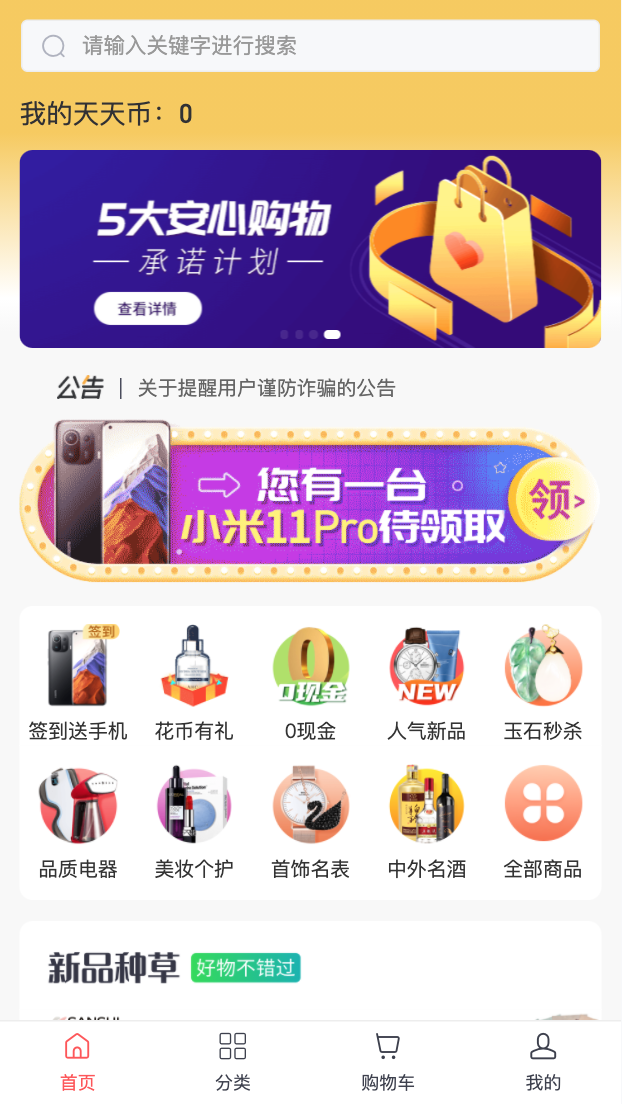 请输入关键字进行搜索
我的天天币：0
5大安心购物
承诺计划
查看详情
公告 | 关于提醒用户谨防诈骗的公告
您有一台
小米11Pro待领取
领>
签到
0现金
NEW
签到送手机 花币有礼 0现金 人气新品 玉石秒杀
品质电器 美妆个护 首饰名表 中外名酒 全部商品
新品种草 好物不错过
首页 分类 购物车 我的